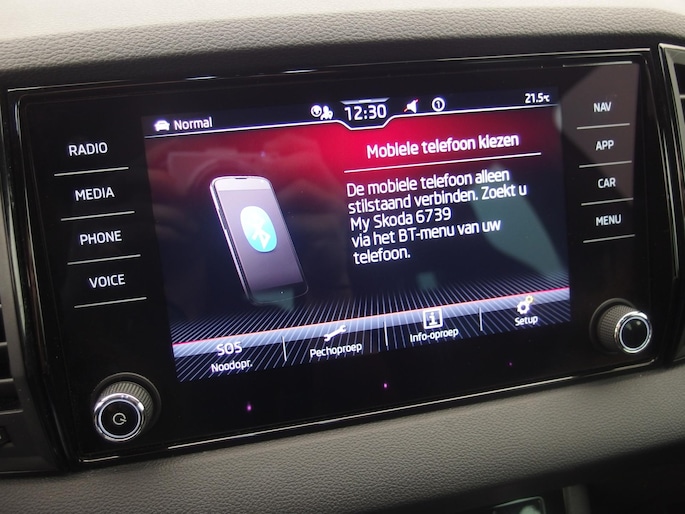 Normal
12:30
1
21.5°C
RADIO
MEDIA
PHONE
VOICE
NAV
APP
CAR
MENU
Mobiele telefoon kiezen
De mobiele telefoon alleen
stilstaand verbinden. Zoekt u
My Skoda 6739
via het BT-menu van uw
telefoon.
SOS
Noodopr.
Pechoproep
i
Info-oproep
Setup